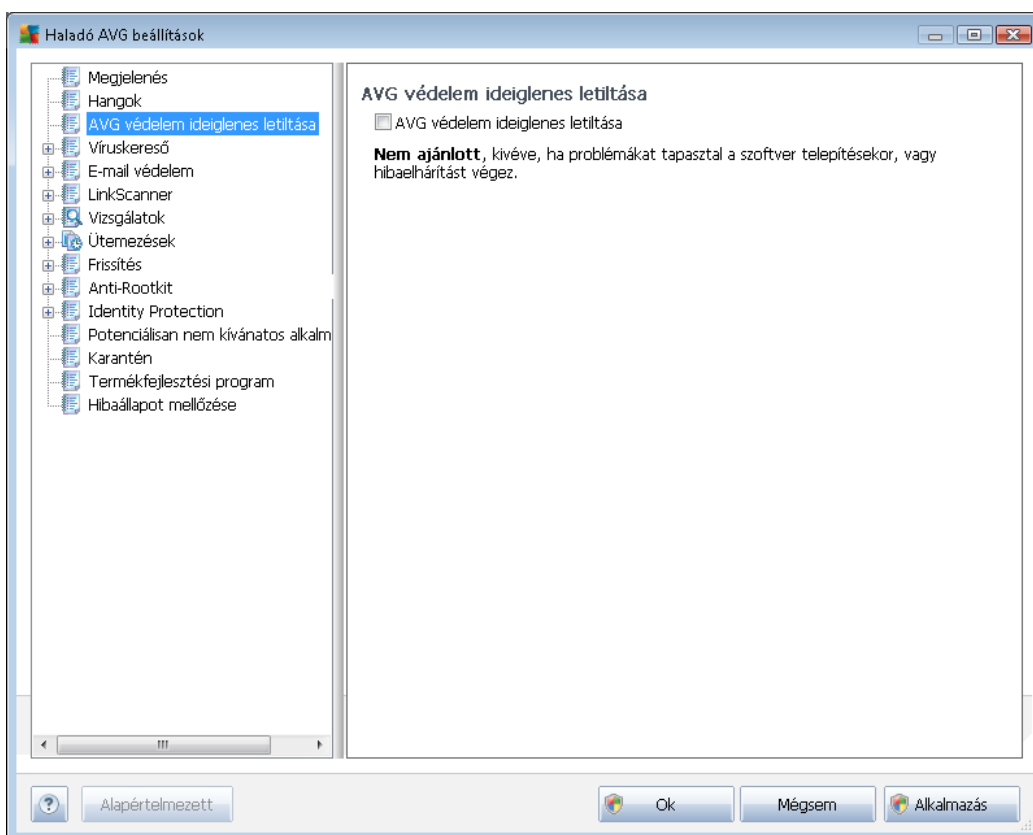 Haladó AVG beállítások
Megjelenés
Hangok
AVG védelem ideiglenes letiltása
Víruskereső
E-mail védelem
LinkScanner
Vizsgálatok
Ütemezések
Frissítés
Anti-Rootkit
Identity Protection
Potenciálisan nem kívánatos alkalm
Karantén
Termékfejlesztési program
Hibaállapot mellőzése
AVG védelem ideiglenes letiltása
AVG védelem ideiglenes letiltása
Nem ajánlott, kivéve, ha problémákat tapasztal a szoftver telepítésekor, vagy
hibaelhárítást végez.
Alapértelmezett
Ok
Mégsem
Alkalmazás